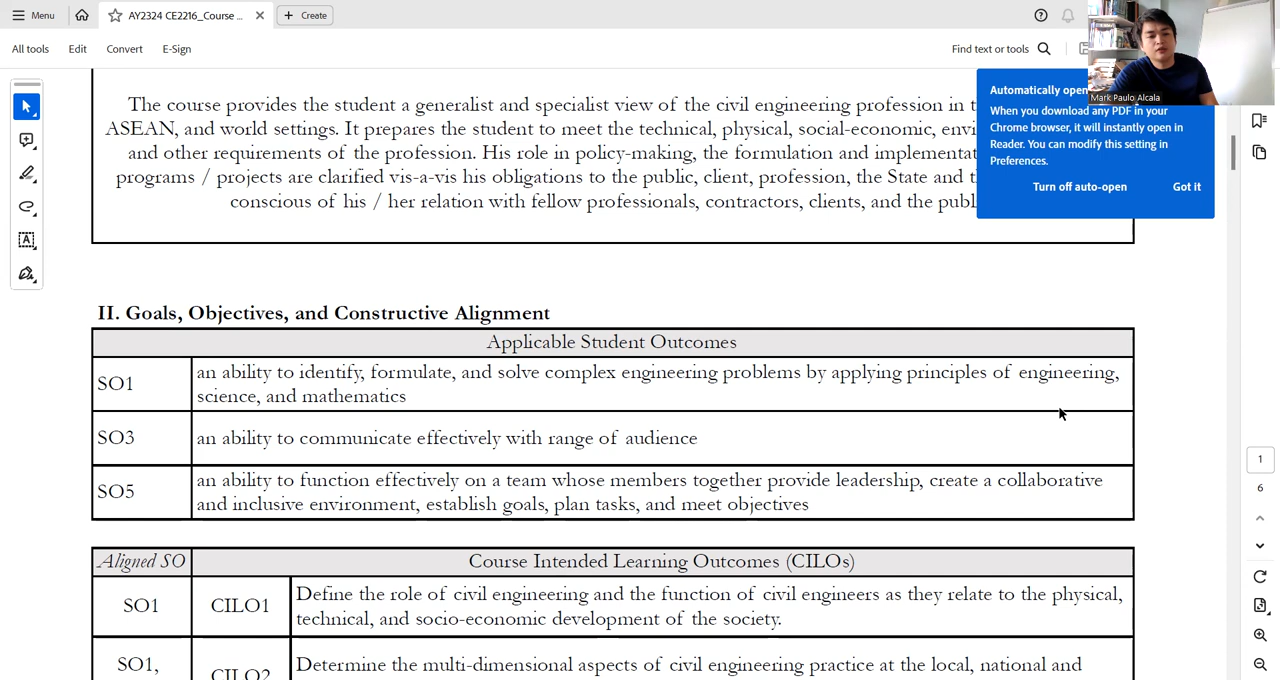 Menu
AY2324 CE2216_Course ...
Create
All tools
Edit
Convert
E-Sign
Find text or tools
Mark Paulo Alcala
Automatically open
When you download any PDF in your
Chrome browser, it will instantly open in
Reader. You can modify this setting in
Preferences.
Turn off auto-open
Got it
The course provides the student a generalist and specialist view of the civil engineering profession in
ASEAN, and world settings. It prepares the student to meet the technical, physical, social-economic,
and other requirements of the profession. His role in policy-making, the formulation and
programs / projects are clarified vis-a-vis his obligations to the public, client, profession, the State and
conscious of his / her relation with fellow professionals, contractors, clients, and the
II. Goals, Objectives, and Constructive Alignment
Applicable Student Outcomes
SO1
an ability to identify, formulate, and solve complex engineering problems by applying principles of engineering,
science, and mathematics
SO3
an ability to communicate effectively with range of audience
SO5
an ability to function effectively on a team whose members together provide leadership, create a collaborative
and inclusive environment, establish goals, plan tasks, and meet objectives
Aligned SO
Course Intended Learning Outcomes (CILOs)
SO1
CILO1
Define the role of civil engineering and the function of civil engineers as they relate to the physical,
technical, and socio-economic development of the society.
SO1,
CILO2
Determine the multi-dimensional aspects of civil engineering practice at the local, national and
1
6